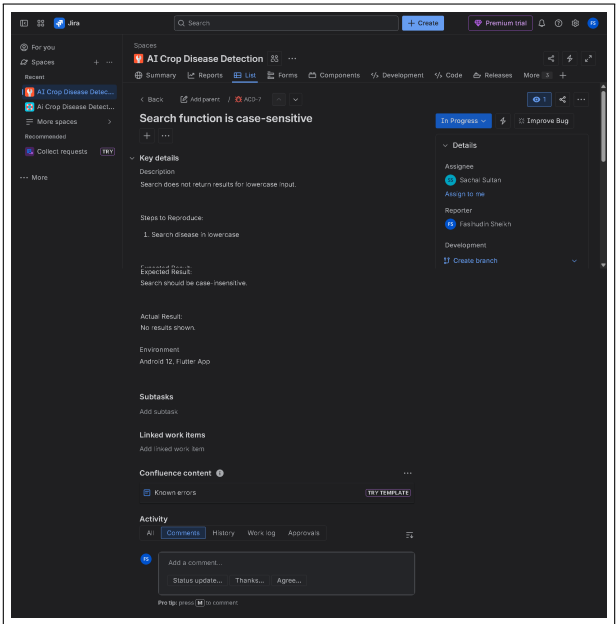 Jira
Search
+ Create
Premium trial
FS
For you
Spaces
Recent
AI Crop Disease Detec...
Ai Crop Disease Detect...
More spaces
Recommended
Collect requests TRY
More
Spaces
AI Crop Disease Detection
Summary Reports List Forms Components Development Code Releases More 3
Back Add parent / ACD-7
1
Search function is case-sensitive
In Progress
Improve Bug
Key details
Description
Search does not return results for lowercase input.
Steps to Reproduce:
1. Search disease in lowercase
Expected Result:
Expected Result:
Search should be case-insensitive.
Actual Result:
No results shown.
Environment
Android 12, Flutter App
Subtasks
Add subtask
Linked work items
Add linked work item
Confluence content
Known errors TRY TEMPLATE
Activity
All Comments History Work log Approvals
FS
Add a comment...
Status update... Thanks... Agree...
Pro tip: press M to comment
Details
Assignee
Sachal Sultan
Assign to me
Reporter
FS Fasihudin Sheikh
Development
Create branch